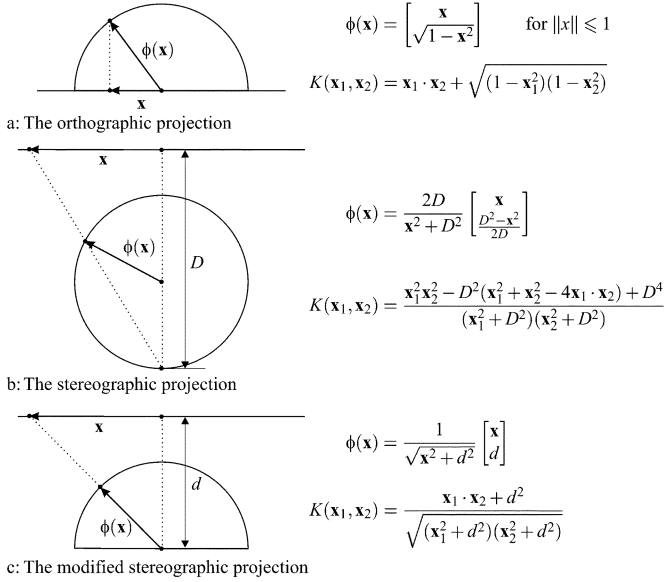 ϕ(x) = [x; √(1 − x²)] for ||x|| ⩽ 1
ϕ(x)
K(x₁, x₂) = x₁ · x₂ + √((1 − x₁²)(1 − x₂²))
x
a: The orthographic projection
x
ϕ(x) = 2D/(x² + D²) [x; (D²−x²)/2D]
ϕ(x)
D
K(x₁, x₂) = (x₁²x₂² − D²(x₁² + x₂² − 4x₁ · x₂) + D⁴)/((x₁² + D²)(x₂² + D²))
b: The stereographic projection
x
ϕ(x) = 1/√(x² + d²) [x; d]
d
ϕ(x)
K(x₁, x₂) = (x₁ · x₂ + d²)/√((x₁² + d²)(x₂² + d²))
c: The modified stereographic projection